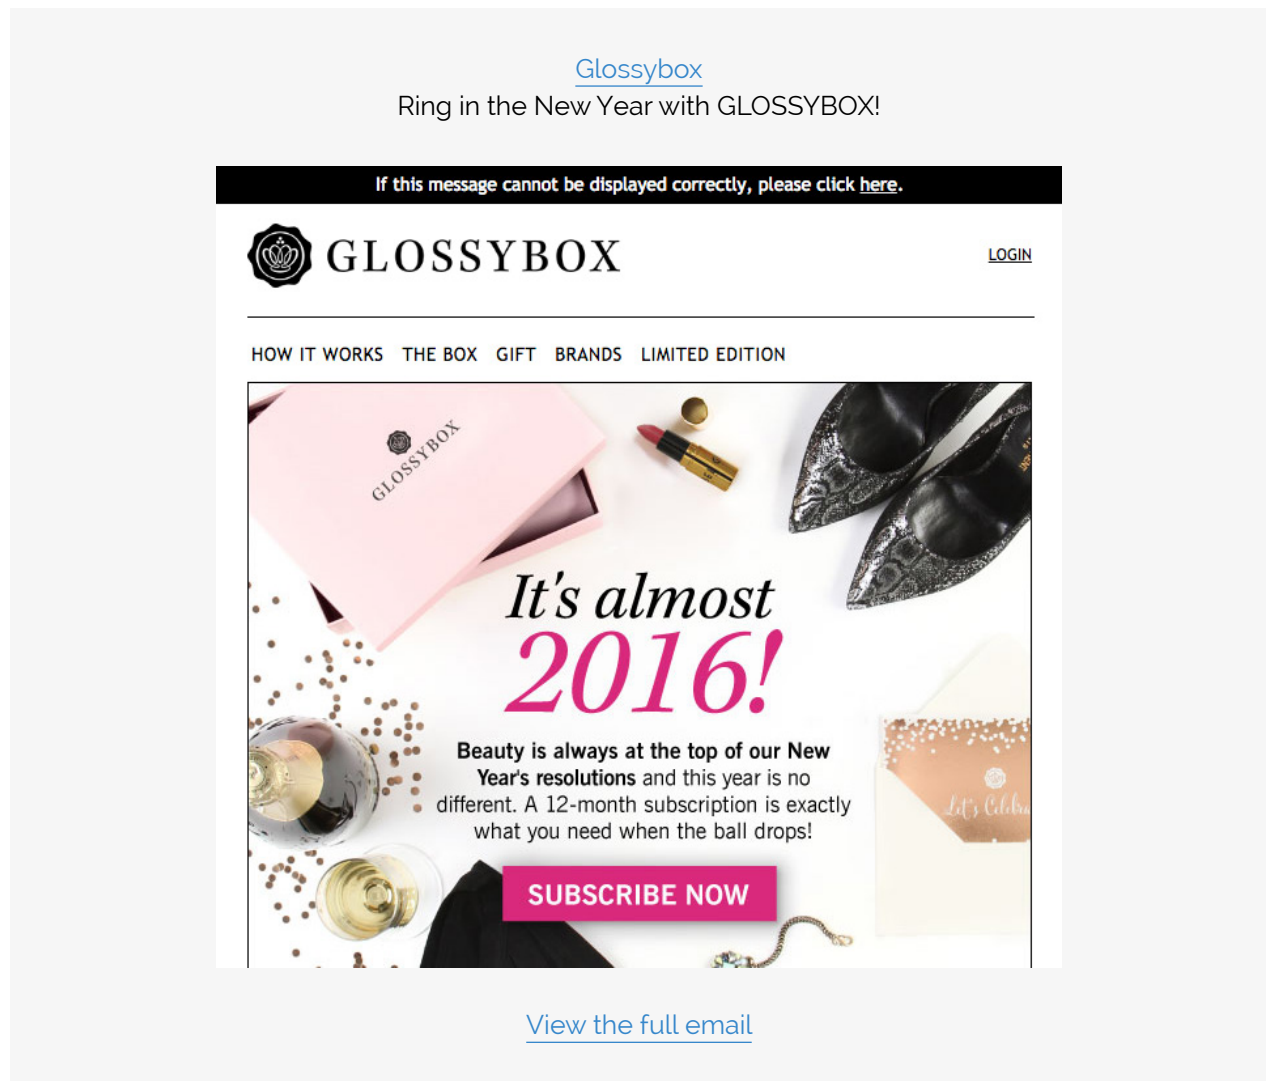 Glossybox
Ring in the New Year with GLOSSYBOX!
If this message cannot be displayed correctly, please click here.
GLOSSYBOX
LOGIN
HOW IT WORKS THE BOX GIFT BRANDS LIMITED EDITION
GLOSSYBOX
It's almost
2016!
Beauty is always at the top of our New
Year's resolutions and this year is no
different. A 12-month subscription is exactly
what you need when the ball drops!
Let's
SUBSCRIBE NOW
View the full email